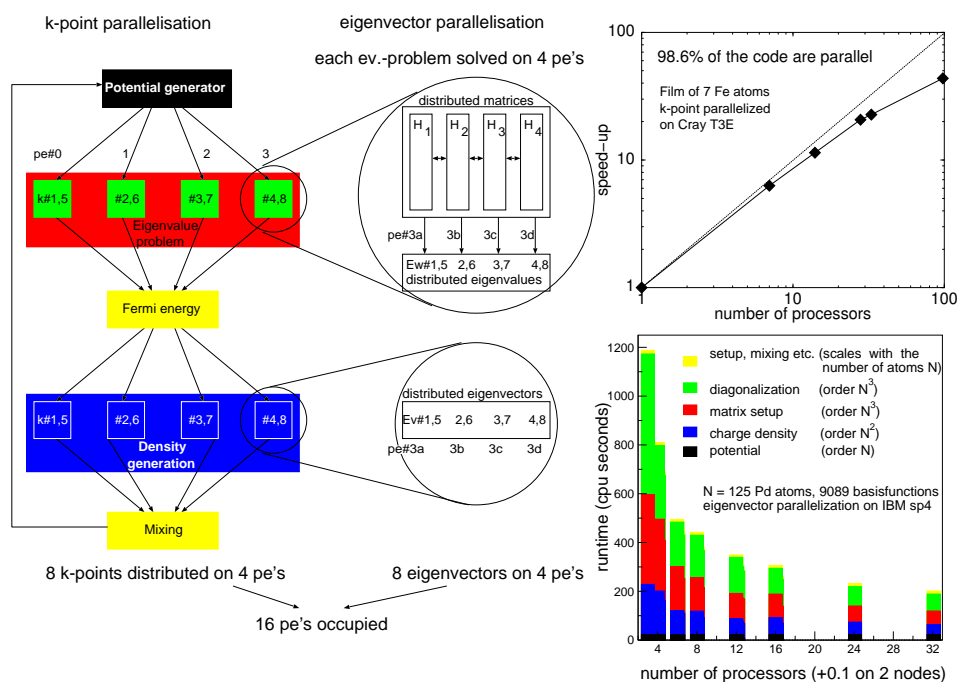 k-point parallelisation
Potential generator
pe#0 1 2 3
k#1,5 #2,6 #3,7 #4,8
Eigenvalue
problem
Fermi energy
k#1,5 #2,6 #3,7 #4,8
Density
generation
Mixing
8 k-points distributed on 4 pe's
eigenvector parallelisation
each ev.-problem solved on 4 pe's
distributed matrices
H1 H2 H3 H4
pe#3a 3b 3c 3d
Ew#1,5 2,6 3,7 4,8
distributed eigenvalues
distributed eigenvectors
Ev#1,5 2,6 3,7 4,8
pe#3a 3b 3c 3d
8 eigenvectors on 4 pe's
16 pe's occupied
98.6% of the code are parallel
Film of 7 Fe atoms
k-point parallelized
on Cray T3E
speed-up
100
10
1
1 10 100
number of processors
setup, mixing etc. (scales with the
number of atoms N)
diagonalization (order N^3)
matrix setup (order N^3)
charge density (order N^2)
potential (order N)
N = 125 Pd atoms, 9089 basisfunctions
eigenvector parallelization on IBM sp4
runtime (cpu seconds)
1200
1000
800
600
400
200
0
4 8 12 16 20 24 28 32
number of processors (+0.1 on 2 nodes)